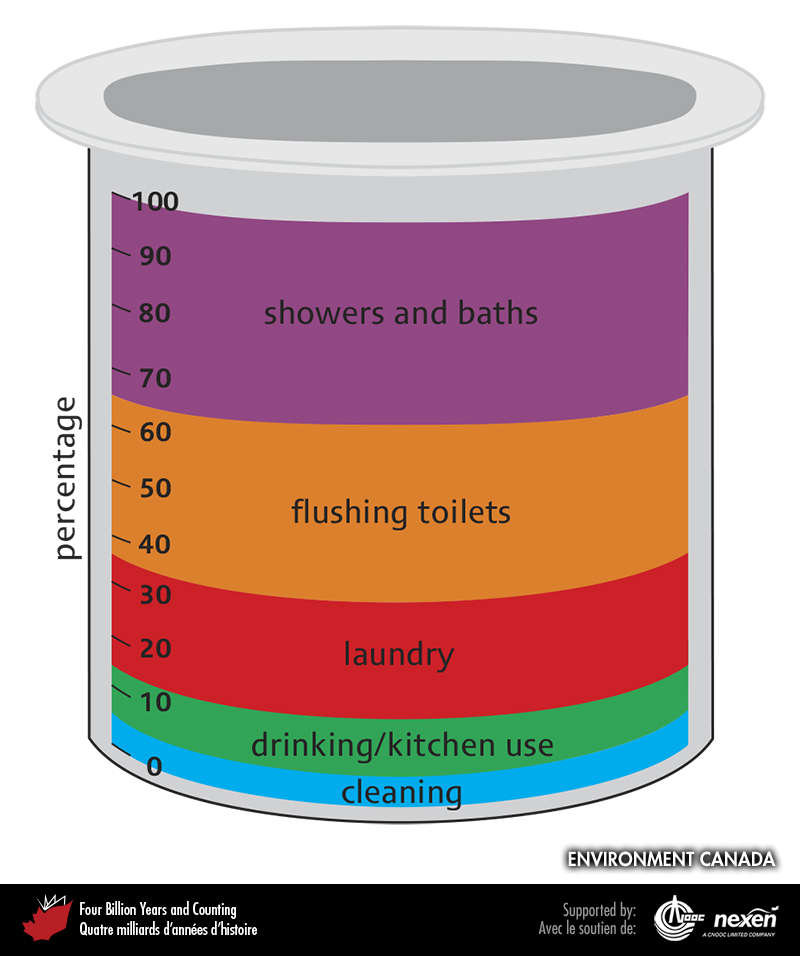 100
90
80
showers and baths
70
percentage
60
50
flushing toilets
40
30
20
laundry
10
drinking/kitchen use
0
cleaning
ENVIRONMENT CANADA
Four Billion Years and Counting
Quatre milliards d'années d'histoire
Supported by:
Avec le soutien de:
CNOOC
nexen
A CNOOC LIMITED COMPANY